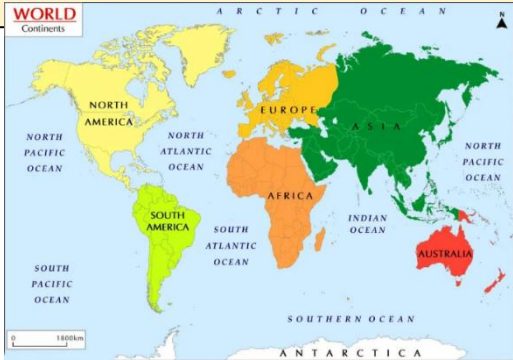 WORLD
Continents
ARCTIC OCEAN
N
NORTH
AMERICA
EUROPE
ASIA
NORTH
PACIFIC
OCEAN
NORTH
ATLANTIC
OCEAN
NORTH
PACIFIC
OCEAN
AFRICA
SOUTH
AMERICA
SOUTH
ATLANTIC
OCEAN
INDIAN
OCEAN
AUSTRALIA
SOUTH
PACIFIC
OCEAN
SOUTHERN OCEAN
0 1800km
ANTARCTICA